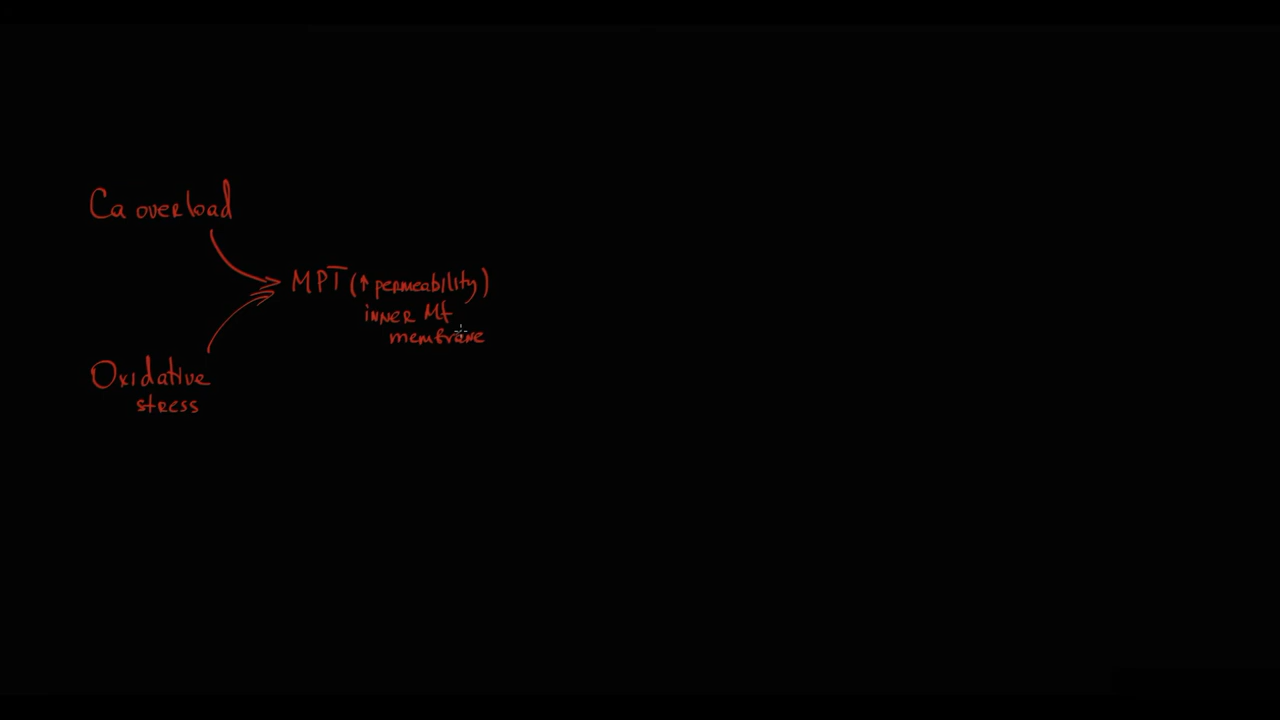 Ca overload
MPT (↑ permeability)
inner Mt
membrane
Oxidative
stress